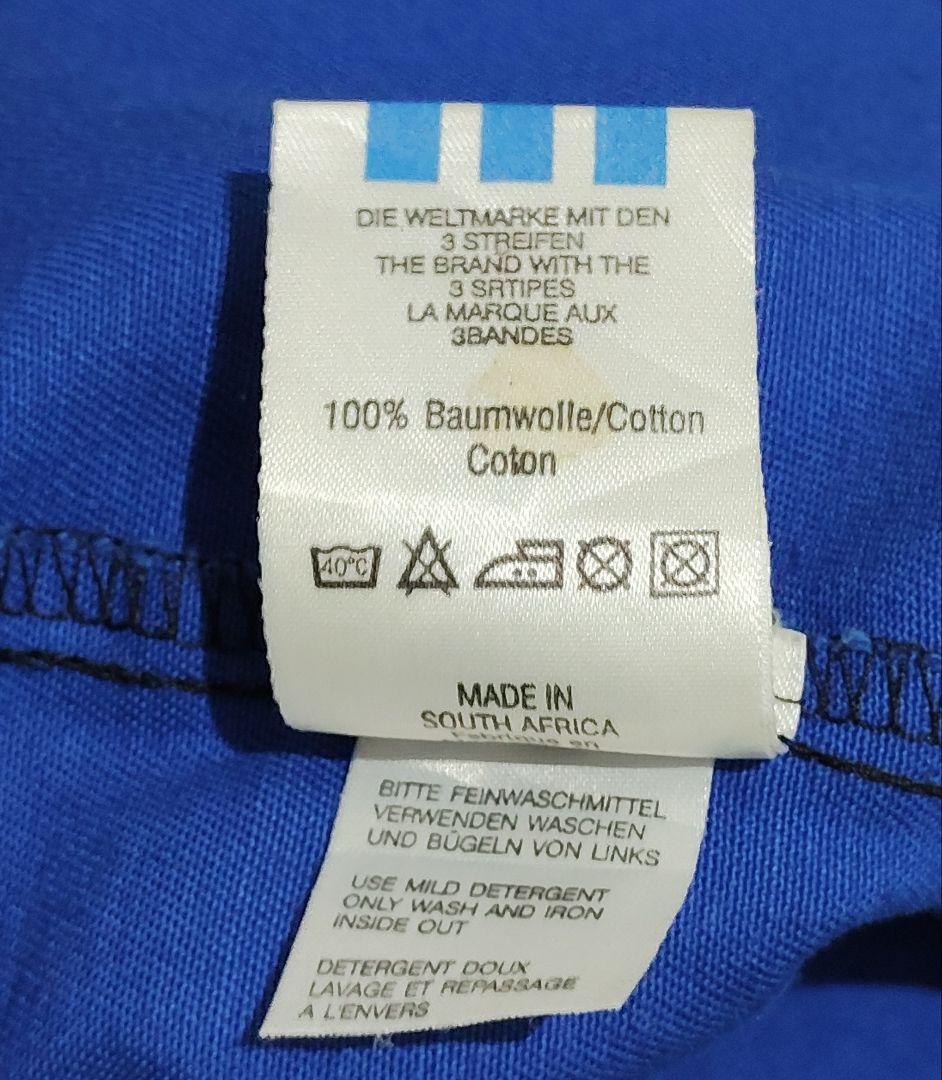 DIE WELTMARKE MIT DEN
3 STREIFEN
THE BRAND WITH THE
3 SRTIPES
LA MARQUE AUX
3BANDES
100% Baumwolle/Cotton
Coton
40°C
MADE IN
SOUTH AFRICA
Fabrique en
BITTE FEINWASCHMITTEL
VERWENDEN WASCHEN
UND BÜGELN VON LINKS
USE MILD DETERGENT
ONLY WASH AND IRON
INSIDE OUT
DETERGENT DOUX
LAVAGE ET REPASSAGE
A L'ENVERS